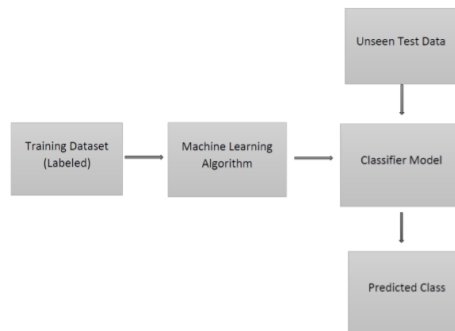 Unseen Test Data
Training Dataset
(Labeled)
Machine Learning
Algorithm
Classifier Model
Predicted Class